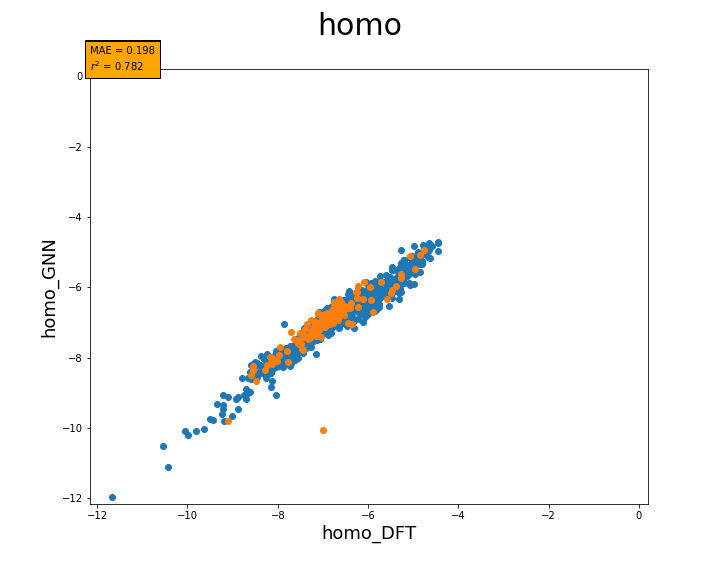 homo
MAE = 0.198
r² = 0.782
0
−2
−4
−6
−8
−10
−12
homo_GNN
−12 −10 −8 −6 −4 −2 0
homo_DFT